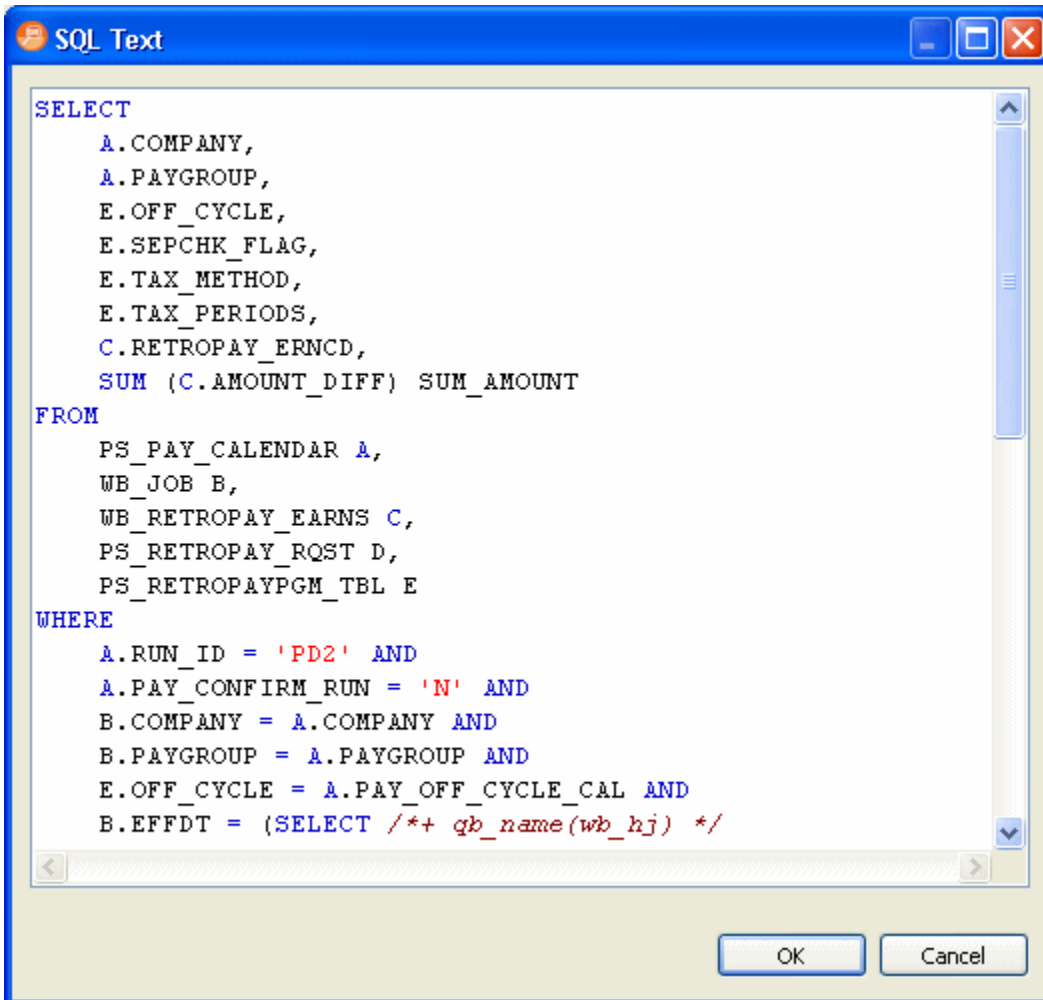 SQL Text
SELECT
A.COMPANY,
A.PAYGROUP,
E.OFF_CYCLE,
E.SEPCHK_FLAG,
E.TAX_METHOD,
E.TAX_PERIODS,
C.RETROPAY_ERNCD,
SUM (C.AMOUNT_DIFF) SUM_AMOUNT
FROM
PS_PAY_CALENDAR A,
WB_JOB B,
WB_RETROPAY_EARNS C,
PS_RETROPAY_RQST D,
PS_RETROPAYPGM_TBL E
WHERE
A.RUN_ID = 'PD2' AND
A.PAY_CONFIRM_RUN = 'N' AND
B.COMPANY = A.COMPANY AND
B.PAYGROUP = A.PAYGROUP AND
E.OFF_CYCLE = A.PAY_OFF_CYCLE_CAL AND
B.EFFDT = (SELECT /*+ qb_name(wb_hj) */
OK Cancel